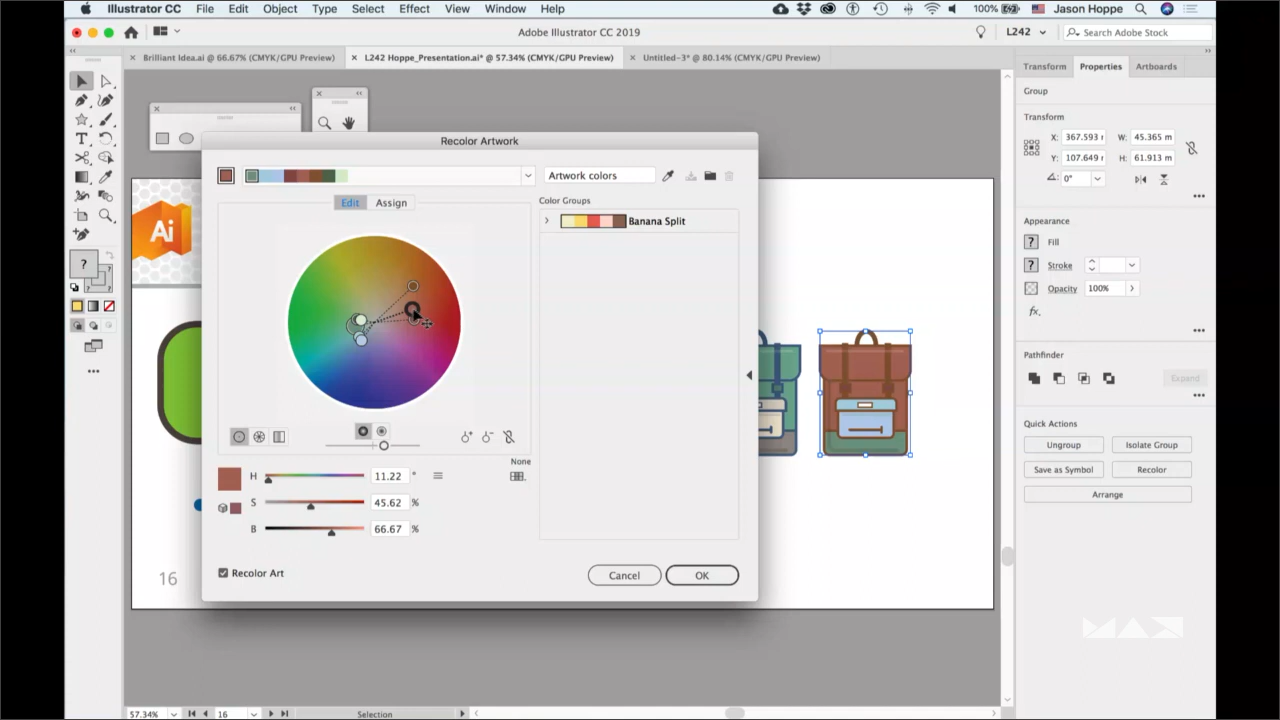 Illustrator CC File Edit Object Type Select Effect View Window Help 100% Jason Hoppe
Adobe Illustrator CC 2019 L242 Search Adobe Stock
Brilliant Idea.ai @ 66.67% (CMYK/GPU Preview) L242 Hoppe_Presentation.ai* @ 57.34% (CMYK/GPU Preview) Untitled-3* @ 80.14% (CMYK/GPU Preview)
Transform Properties Artboards
Group
Transform
X: 367.593 W: 45.365 m
Y: 107.649 H: 61.913 m
0°
Appearance
? Fill
? Stroke
Opacity 100%
fx.
Pathfinder
Expand
Quick Actions
Ungroup Isolate Group
Save as Symbol Recolor
Arrange
MAX
Recolor Artwork
Artwork colors
Edit Assign
Color Groups
Banana Split
None
H 11.22 °
S 45.62 %
B 66.67 %
Recolor Art
Cancel OK
Ai
?
?
16
57.34% 16 Selection